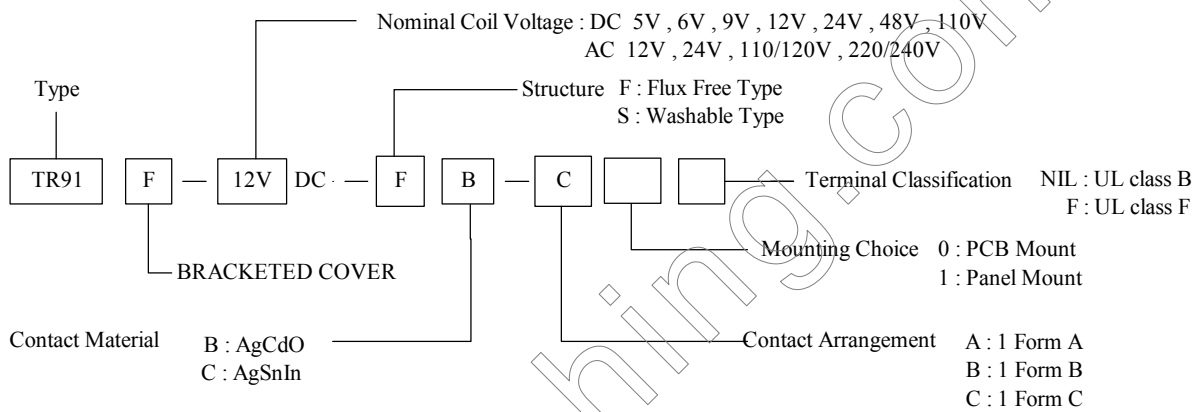 Nominal Coil Voltage : DC 5V , 6V , 9V , 12V , 24V , 48V , 110V
AC 12V , 24V , 110/120V , 220/240V
Type
Structure F : Flux Free Type
S : Washable Type
TR91 F — 12V DC — F B — C
Terminal Classification NIL : UL class B
F : UL class F
Mounting Choice 0 : PCB Mount
1 : Panel Mount
BRACKETED COVER
Contact Material B : AgCdO
C : AgSnIn
Contact Arrangement A : 1 Form A
B : 1 Form B
C : 1 Form C
hing.com